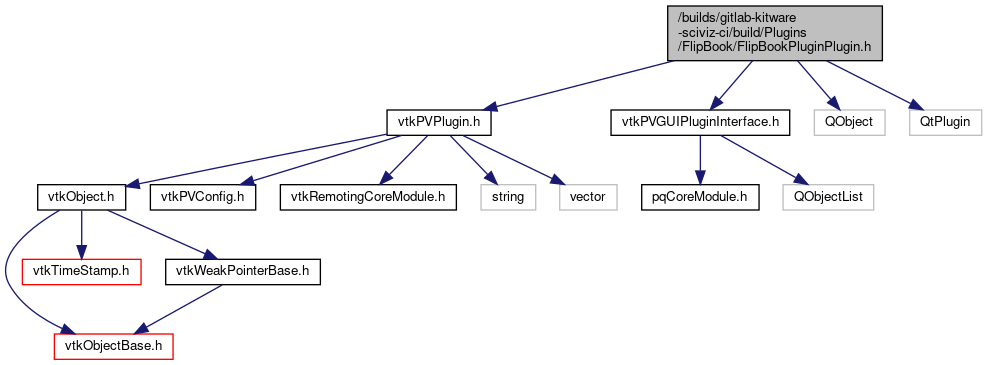 /builds/gitlab-kitware
-sciviz-ci/build/Plugins
/FlipBook/FlipBookPluginPlugin.h
vtkPVPlugin.h
vtkPVGUIPluginInterface.h
QObject
QtPlugin
vtkObject.h
vtkPVConfig.h
vtkRemotingCoreModule.h
string
vector
pqCoreModule.h
QObjectList
vtkTimeStamp.h
vtkWeakPointerBase.h
vtkObjectBase.h